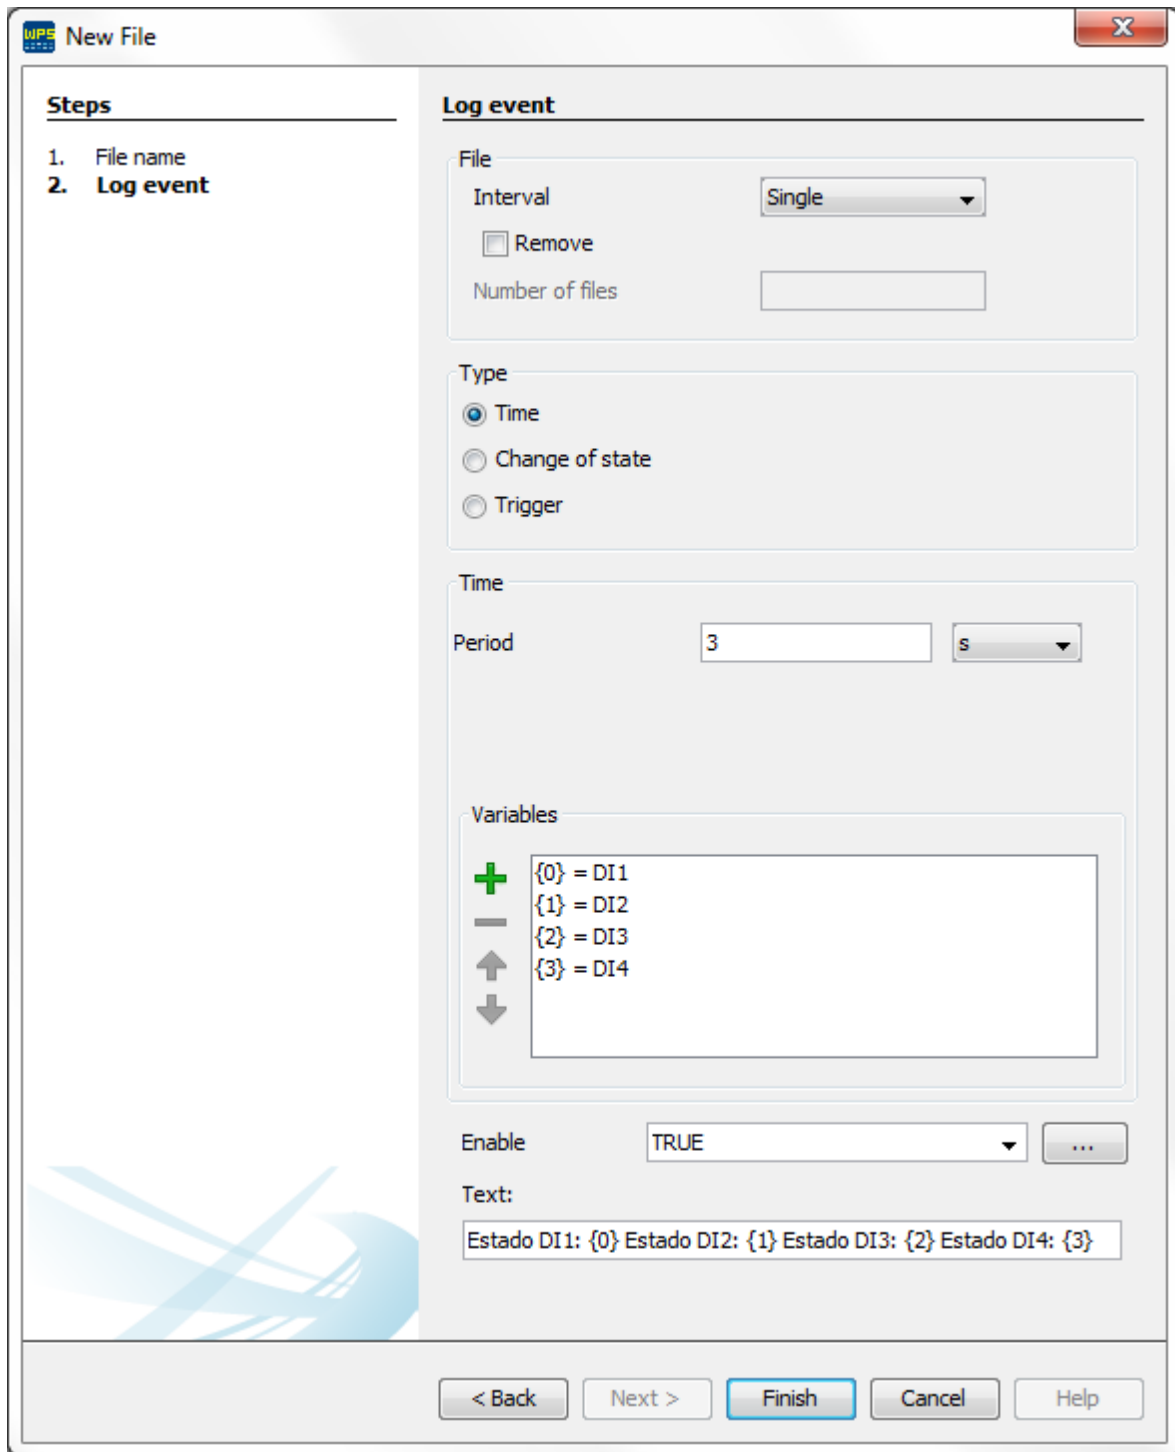 WPS New File
X
Steps
1. File name
2. Log event
Log event
File
Interval Single
Remove
Number of files
Type
Time
Change of state
Trigger
Time
Period 3 s
Variables
{0} = DI1
{1} = DI2
{2} = DI3
{3} = DI4
Enable TRUE ...
Text:
Estado DI1: {0} Estado DI2: {1} Estado DI3: {2} Estado DI4: {3}
< Back Next > Finish Cancel Help